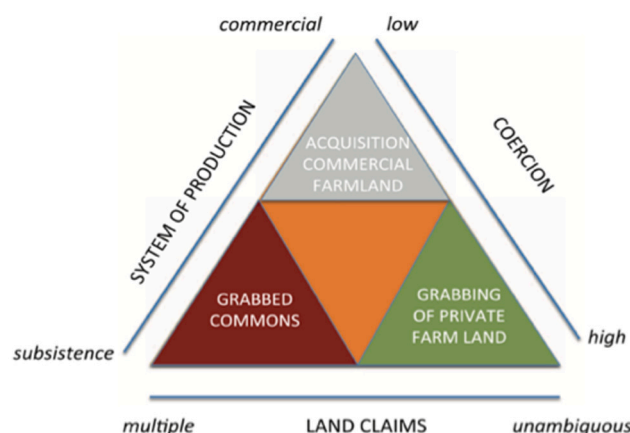 commercial
low
SYSTEM OF PRODUCTION
COERCION
ACQUISITION
COMMERCIAL
FARMLAND
GRABBED
COMMONS
GRABBING
OF PRIVATE
FARM LAND
subsistence
high
multiple
LAND CLAIMS
unambiguous